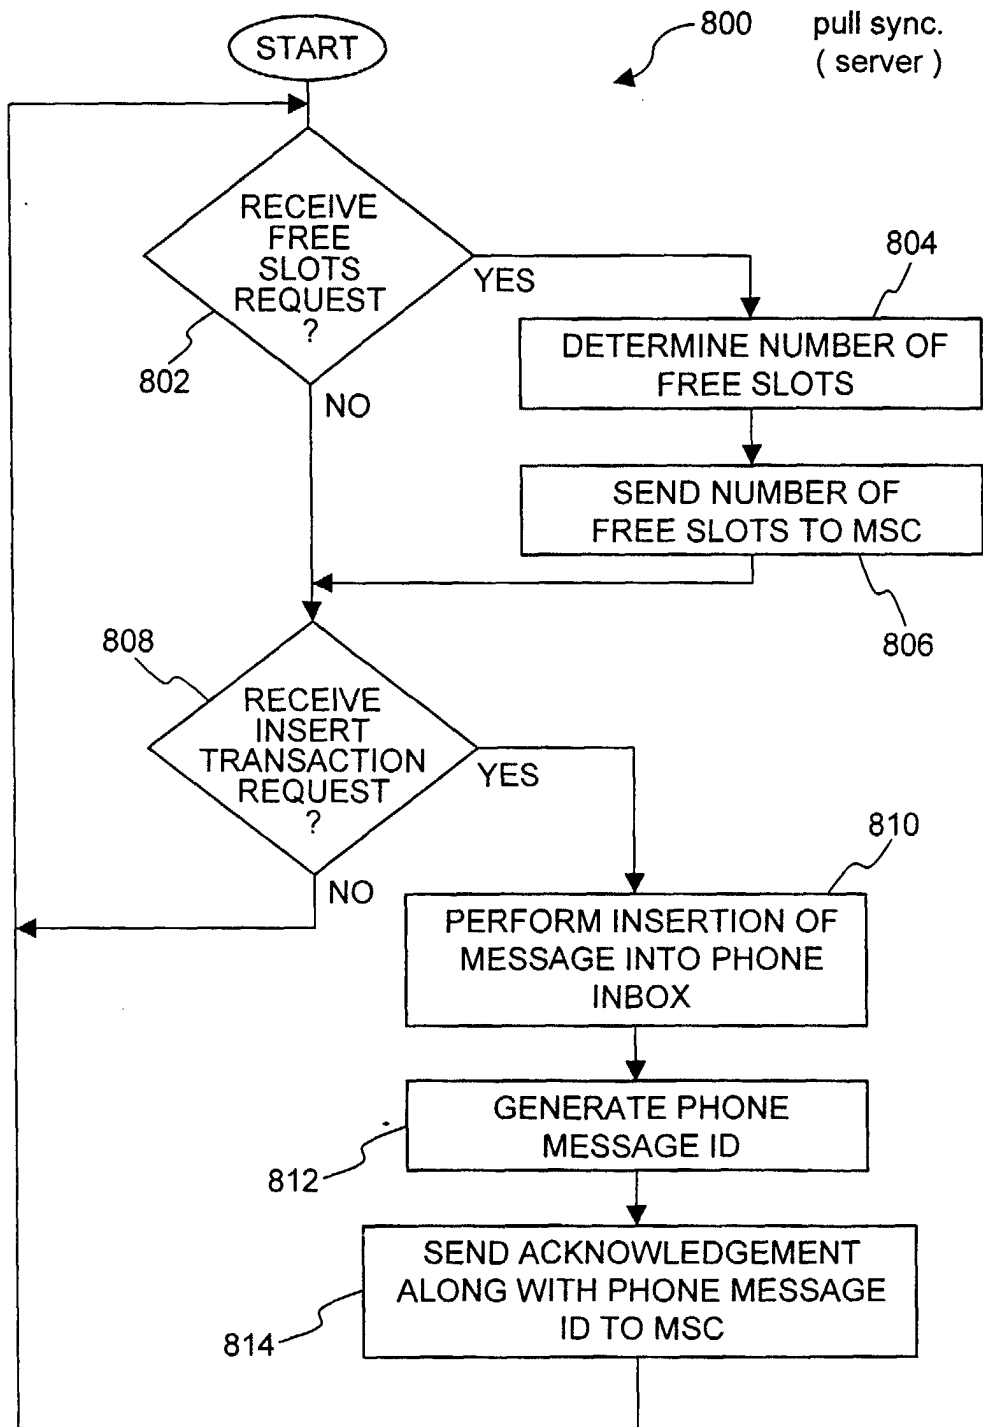 800
pull sync.
( server )
START
RECEIVE
FREE
SLOTS
REQUEST
?
802
YES
NO
804
DETERMINE NUMBER OF
FREE SLOTS
SEND NUMBER OF
FREE SLOTS TO MSC
806
808
RECEIVE
INSERT
TRANSACTION
REQUEST
?
YES
NO
810
PERFORM INSERTION OF
MESSAGE INTO PHONE
INBOX
GENERATE PHONE
MESSAGE ID
812
SEND ACKNOWLEDGEMENT
ALONG WITH PHONE MESSAGE
ID TO MSC
814